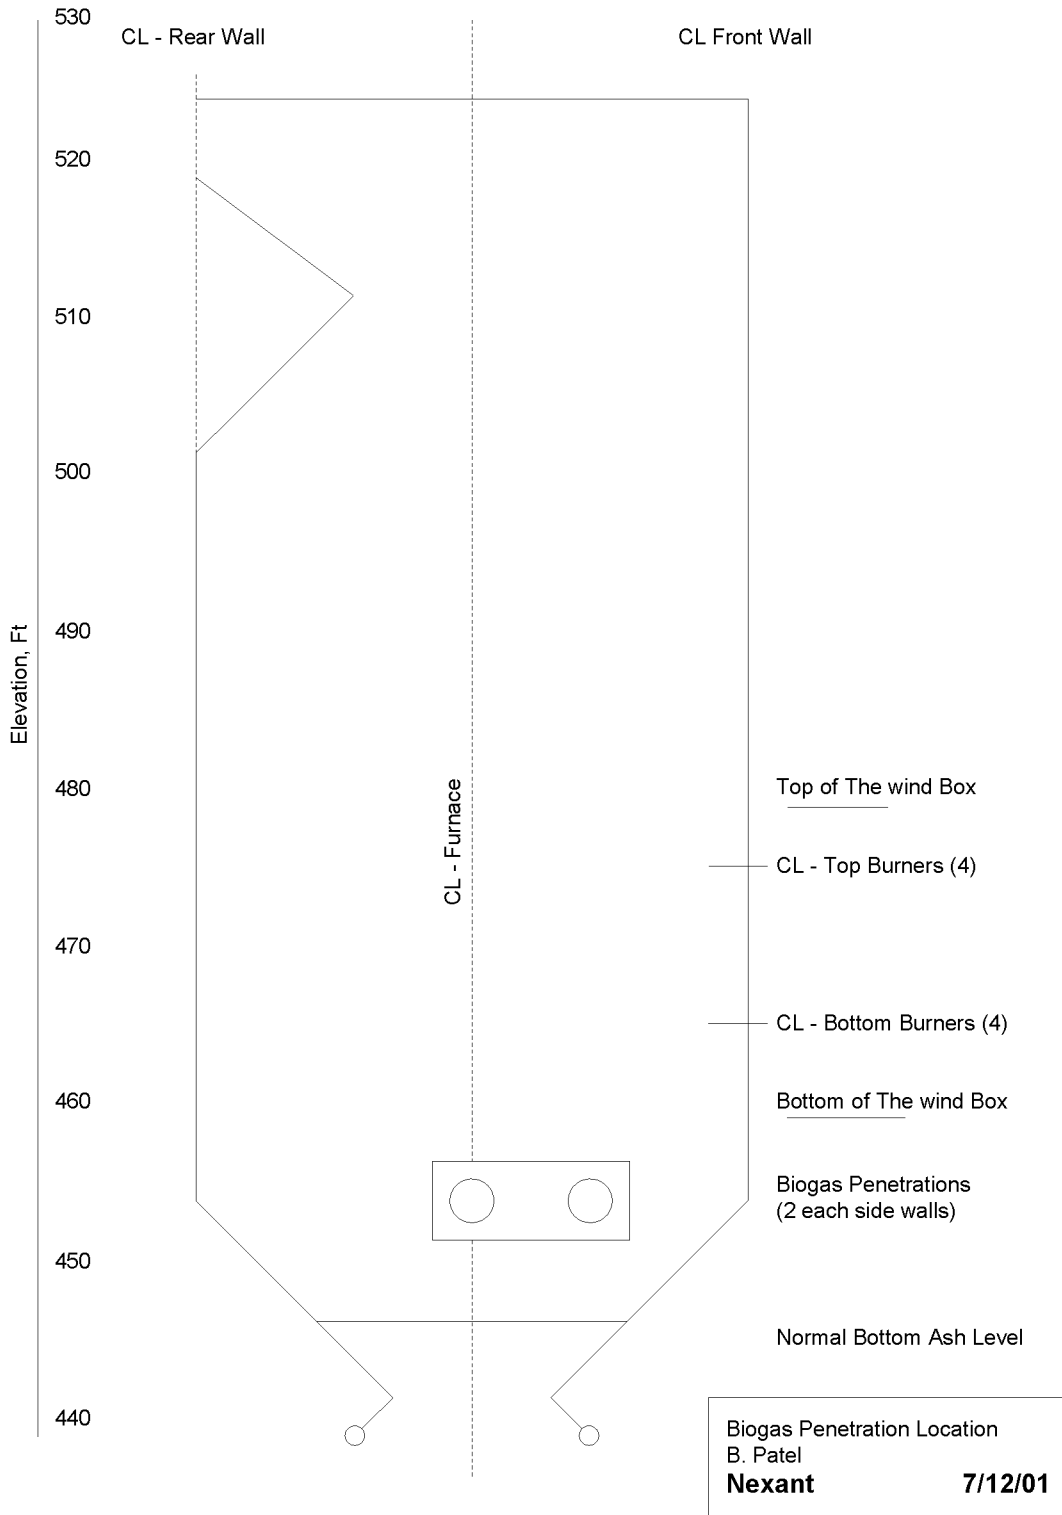 530
CL - Rear Wall
CL Front Wall
520
510
500
490
Elevation, Ft
480
Top of The wind Box
CL - Furnace
CL - Top Burners (4)
470
CL - Bottom Burners (4)
460
Bottom of The wind Box
Biogas Penetrations
(2 each side walls)
450
Normal Bottom Ash Level
440
Biogas Penetration Location
B. Patel
Nexant 7/12/01